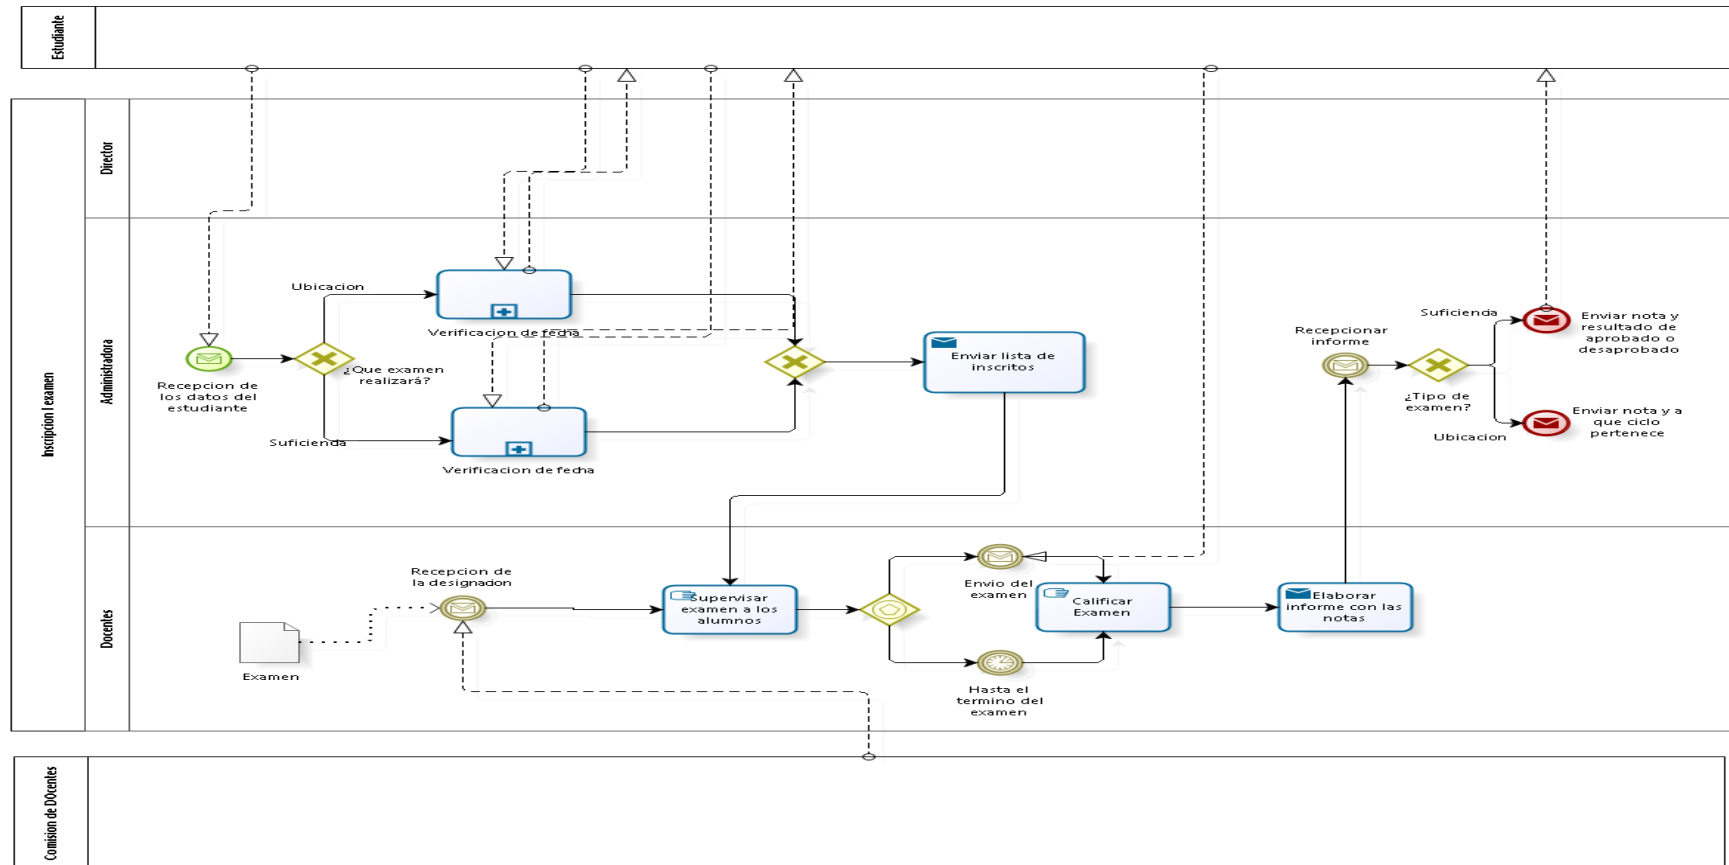 Estudiante
Inscripcion l examen
Director
Administradora
Docentes
Comision de DOcentes
Recepcion de
los datos del
estudiante
¿Que examen
realizará?
Ubicacion
Suficienda
Verificacion de fecha
Verificacion de fecha
Enviar lista de
inscritos
Recepcionar
informe
¿Tipo de
examen?
Suficienda
Ubicacion
Enviar nota y
resultado de
aprobado o
desaprobado
Enviar nota y a
que ciclo
pertenece
Examen
Recepcion de
la designacion
Supervisar
examen a los
alumnos
Envio del
examen
Hasta el
termino del
examen
Calificar
Examen
Elaborar
informe con las
notas